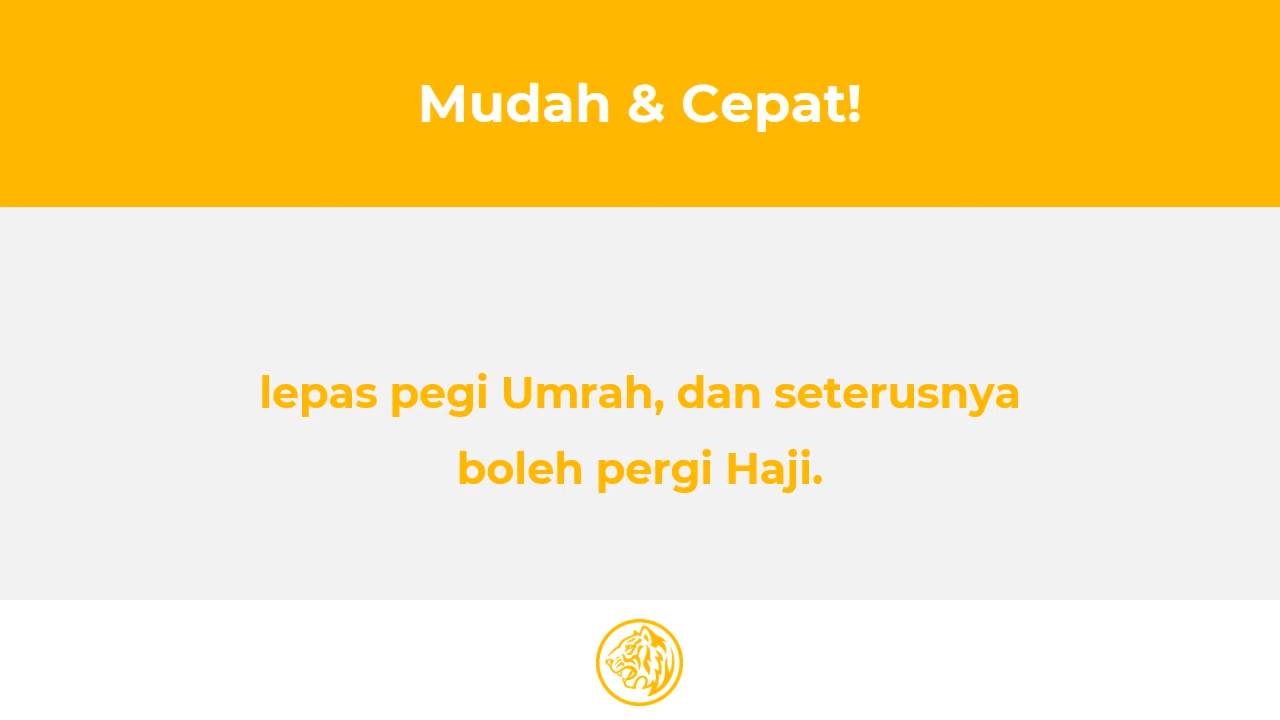 Mudah & Cepat!
lepas pegi Umrah, dan seterusnya
boleh pergi Haji.